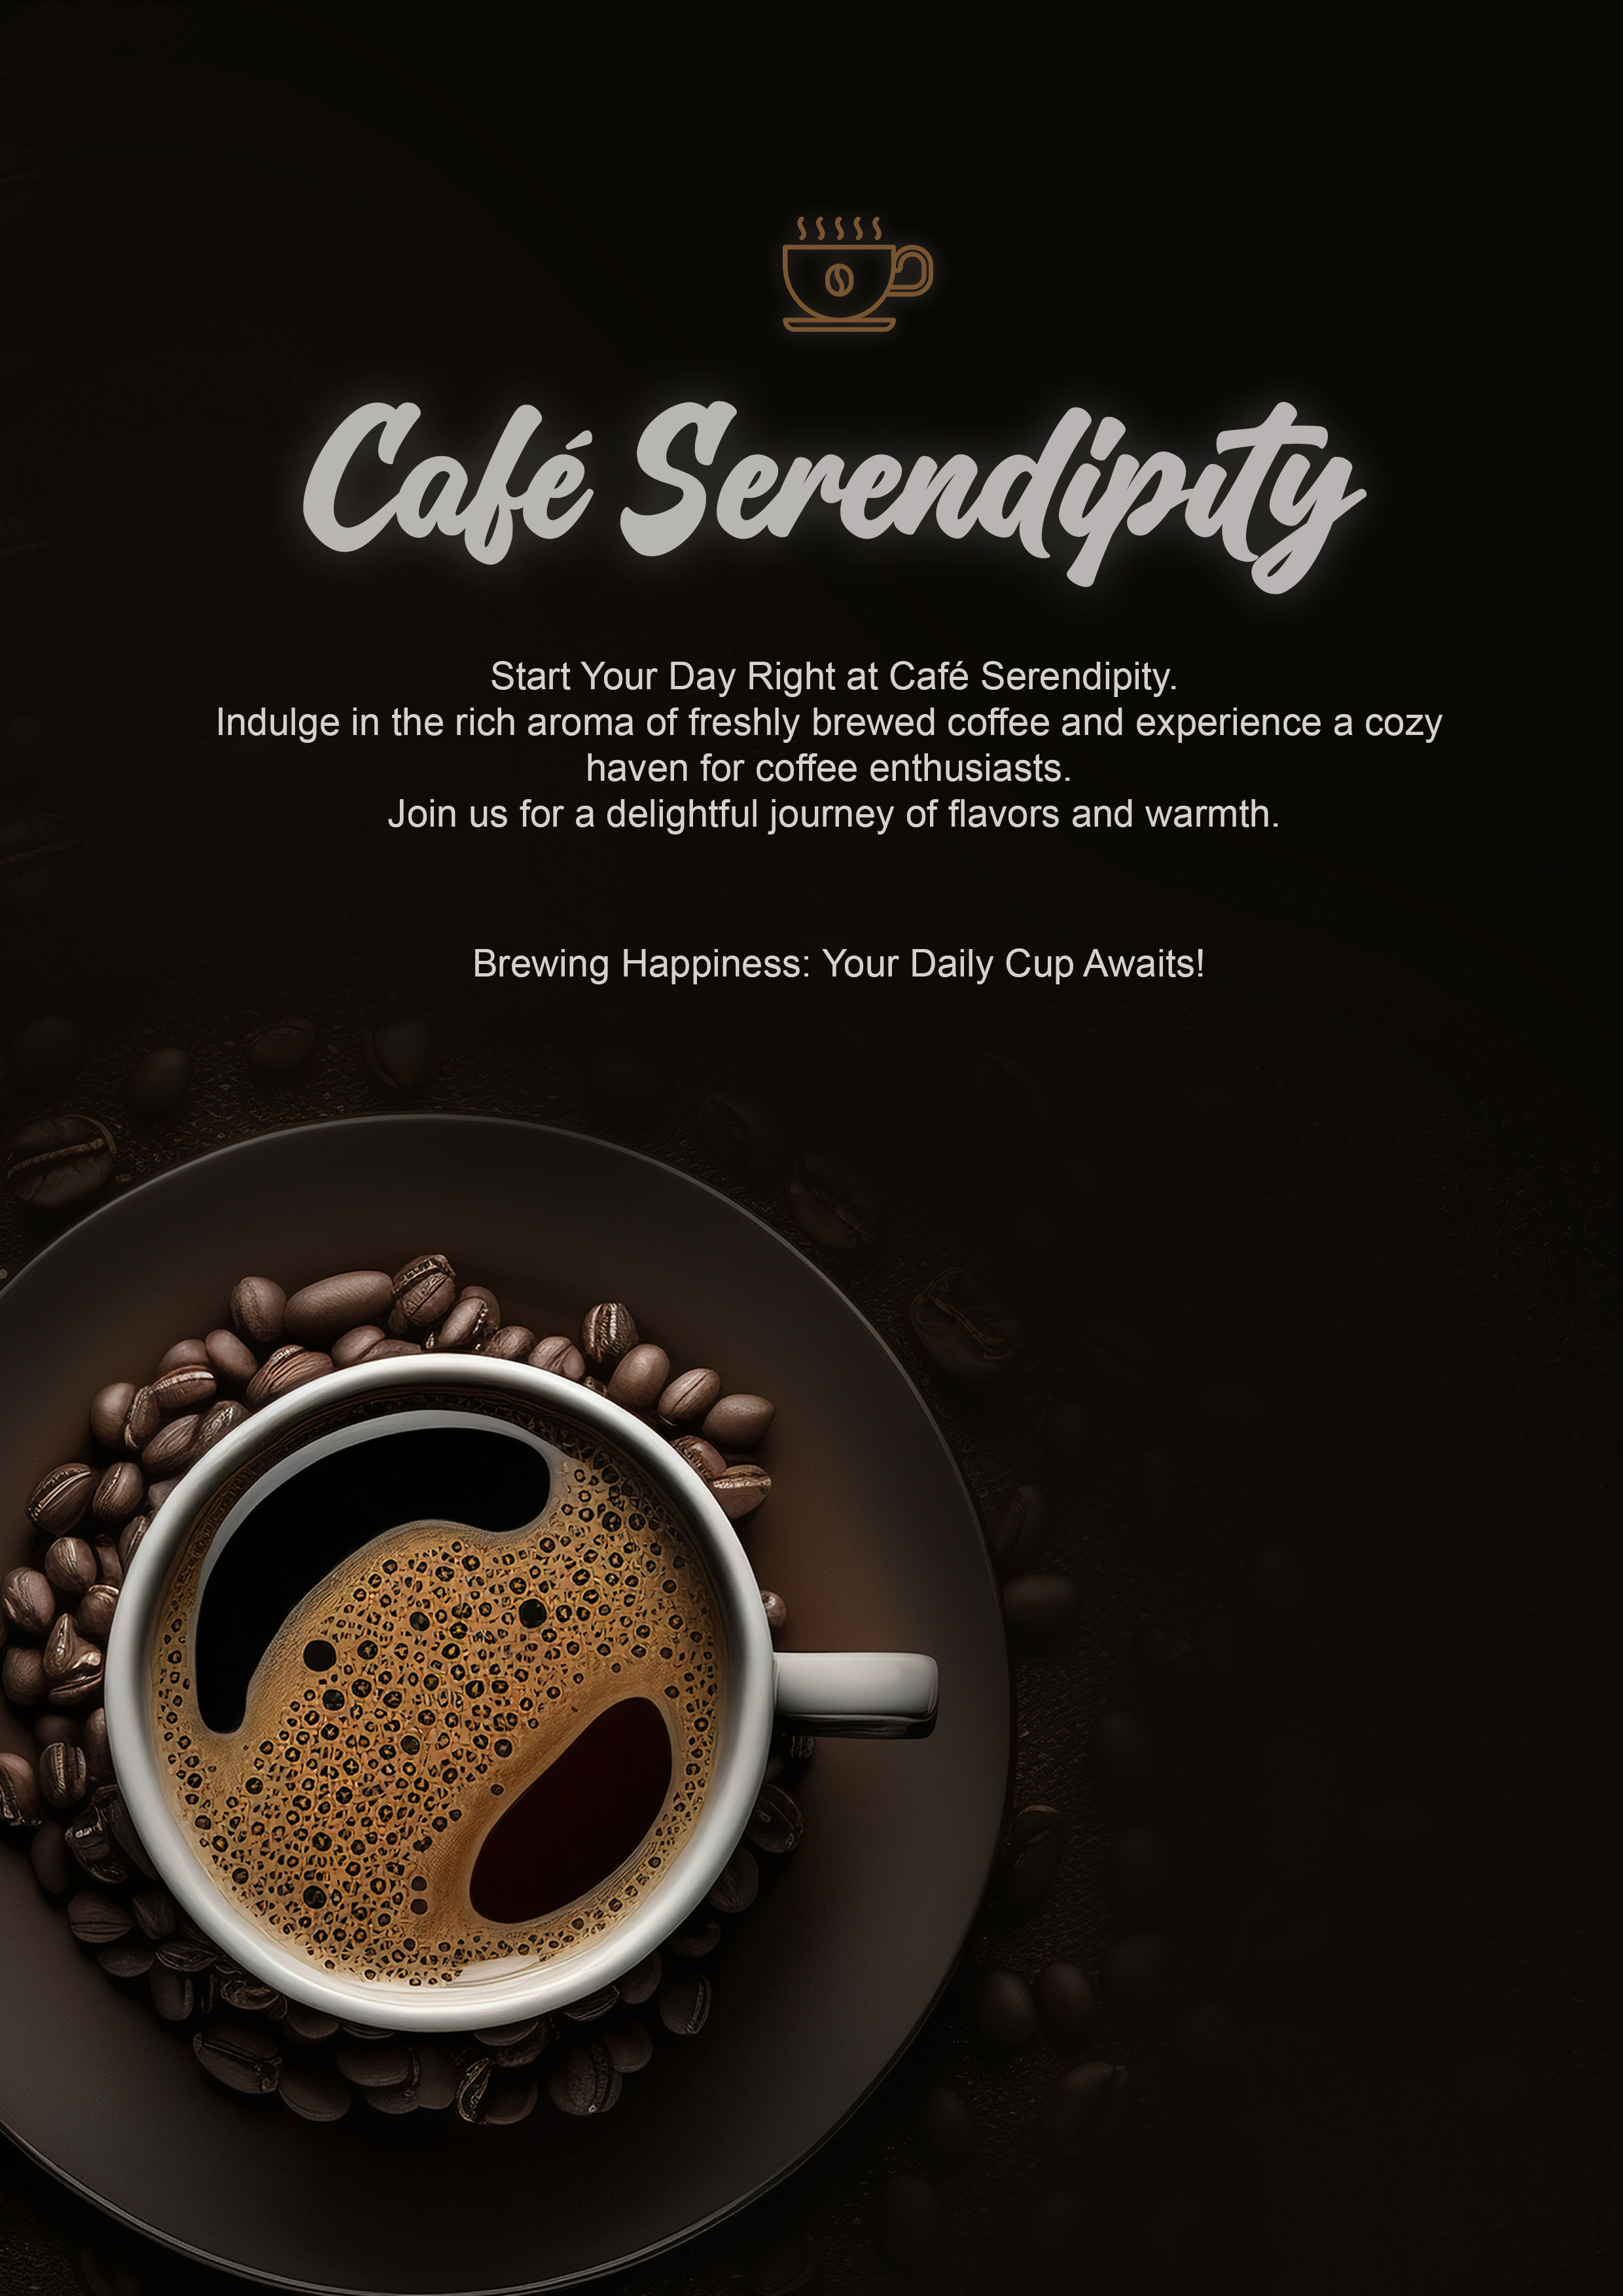 Café Serendipity
Start Your Day Right at Café Serendipity.
Indulge in the rich aroma of freshly brewed coffee and experience a cozy
haven for coffee enthusiasts.
Join us for a delightful journey of flavors and warmth.
Brewing Happiness: Your Daily Cup Awaits!